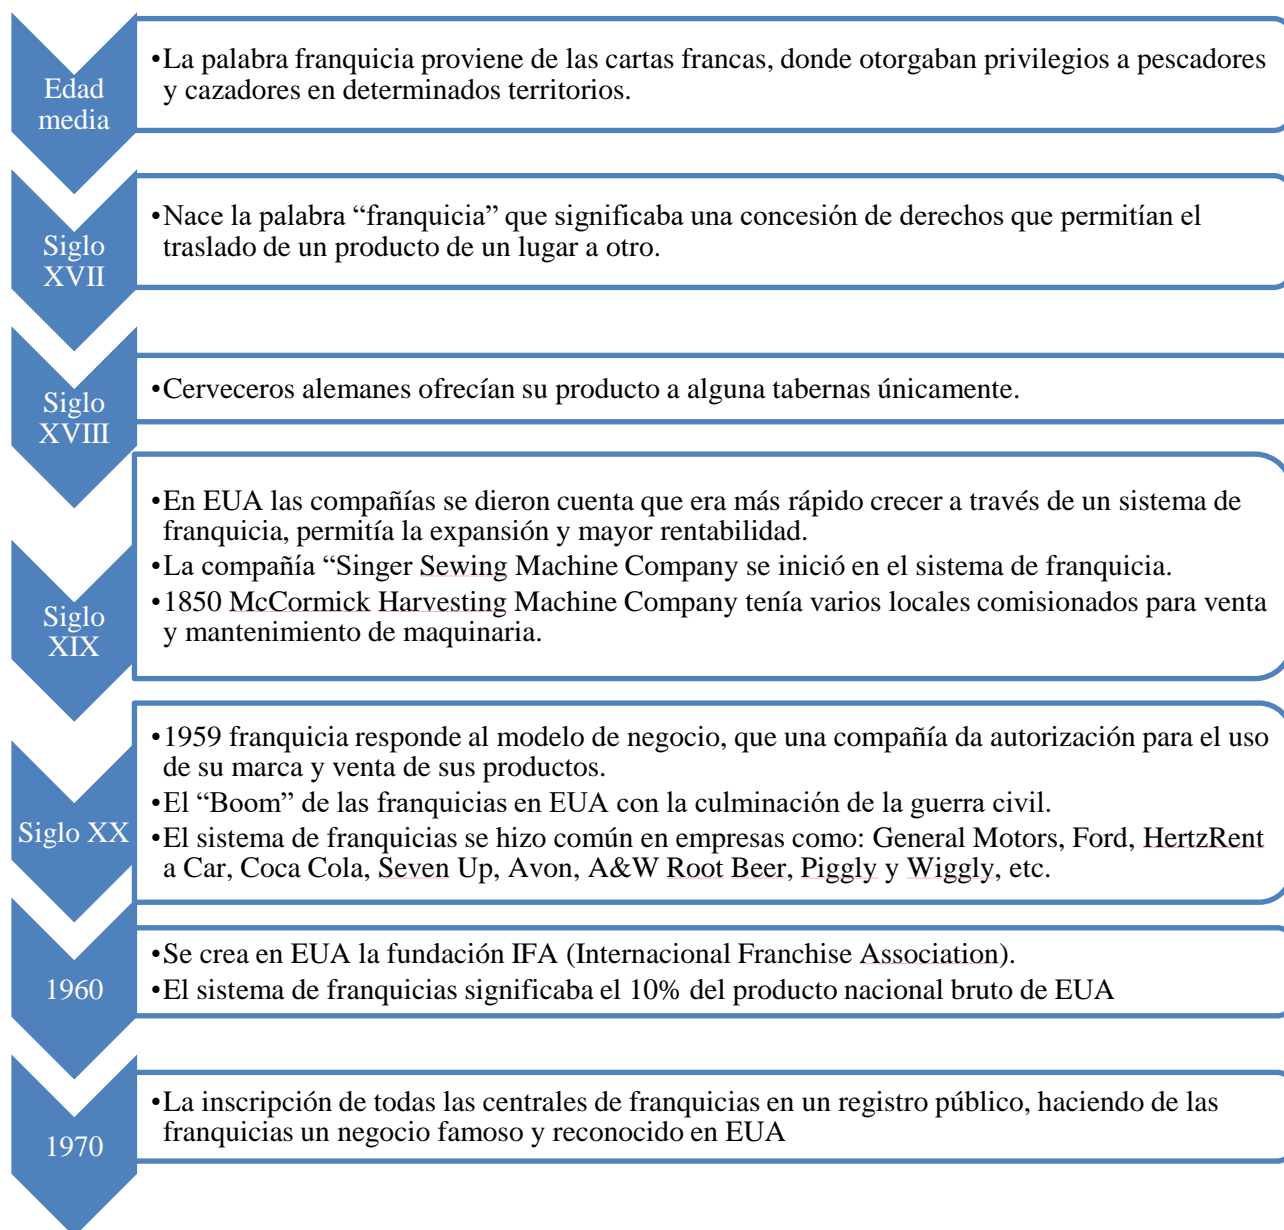 Edad
media
•La palabra franquicia proviene de las cartas francas, donde otorgaban privilegios a pescadores
y cazadores en determinados territorios.
Siglo
XVII
•Nace la palabra “franquicia” que significaba una concesión de derechos que permitían el
traslado de un producto de un lugar a otro.
Siglo
XVIII
•Cerveceros alemanes ofrecían su producto a alguna tabernas únicamente.
Siglo
XIX
•En EUA las compañías se dieron cuenta que era más rápido crecer a través de un sistema de
franquicia, permitía la expansión y mayor rentabilidad.
•La compañía “Singer Sewing Machine Company se inició en el sistema de franquicia.
•1850 McCormick Harvesting Machine Company tenía varios locales comisionados para venta
y mantenimiento de maquinaria.
Siglo XX
•1959 franquicia responde al modelo de negocio, que una compañía da autorización para el uso
de su marca y venta de sus productos.
•El “Boom” de las franquicias en EUA con la culminación de la guerra civil.
•El sistema de franquicias se hizo común en empresas como: General Motors, Ford, HertzRent
a Car, Coca Cola, Seven Up, Avon, A&W Root Beer, Piggly y Wiggly, etc.
1960
•Se crea en EUA la fundación IFA (Internacional Franchise Association).
•El sistema de franquicias significaba el 10% del producto nacional bruto de EUA
1970
•La inscripción de todas las centrales de franquicias en un registro público, haciendo de las
franquicias un negocio famoso y reconocido en EUA